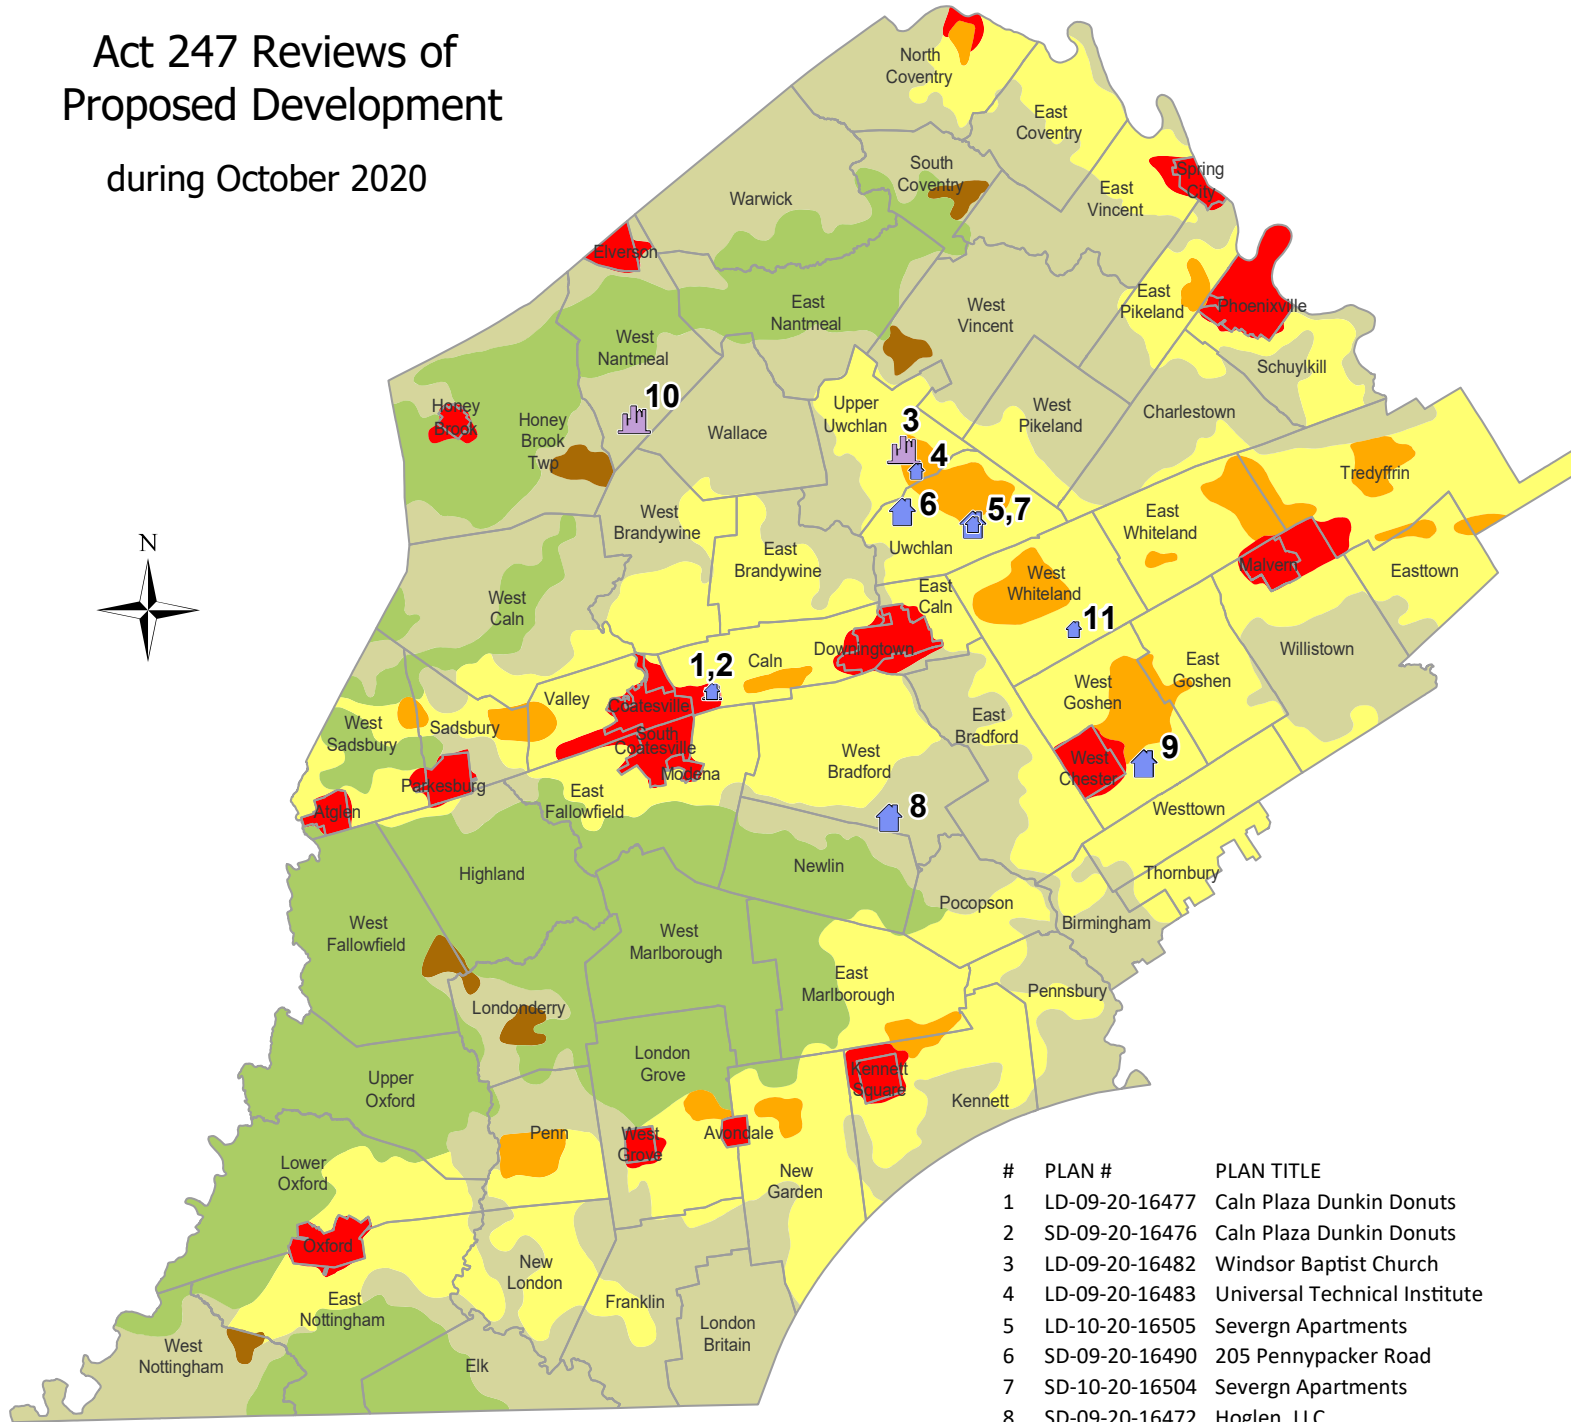 Act 247 Reviews of
Proposed Development
during October 2020
North
Coventry
East
Coventry
South
Coventry
Spring
City
East
Vincent
Warwick
Elverson
East
Nantmeal
West
Vincent
East
Pikeland
Phoenixville
West
Nantmeal
Schuylkill
10
Honey
Brook
Honey
Brook
Twp
Wallace
Upper
Uwchlan
3
4
West
Pikeland
Charlestown
Tredyffrin
6
5,7
Uwchlan
West
Brandywine
East
Brandywine
East
Whiteland
Malvern
Easttown
N
West
Caln
East
Caln
West
Whiteland
11
Downingtown
Willistown
1,2
Caln
Valley
Coatesville
West
Goshen
East
Goshen
West
Sadsbury
Sadsbury
South
Coatesville
Modena
East
Bradford
West
Bradford
West
Chester
9
Parkesburg
Atglen
East
Fallowfield
8
Westtown
Highland
Newlin
Thornbury
Pocopson
Birmingham
West
Fallowfield
West
Marlborough
East
Marlborough
Pennsbury
Londonderry
London
Grove
Kennett
Square
Kennett
Upper
Oxford
Penn
West
Grove
Avondale
Lower
Oxford
New
Garden
Oxford
New
London
East
Nottingham
Franklin
London
Britain
West
Nottingham
Elk
# PLAN # PLAN TITLE
1 LD-09-20-16477 Caln Plaza Dunkin Donuts
2 SD-09-20-16476 Caln Plaza Dunkin Donuts
3 LD-09-20-16482 Windsor Baptist Church
4 LD-09-20-16483 Universal Technical Institute
5 LD-10-20-16505 Severgn Apartments
6 SD-09-20-16490 205 Pennypacker Road
7 SD-10-20-16504 Severgn Apartments
8 SD-09-20-16472 Hoglen, LLC